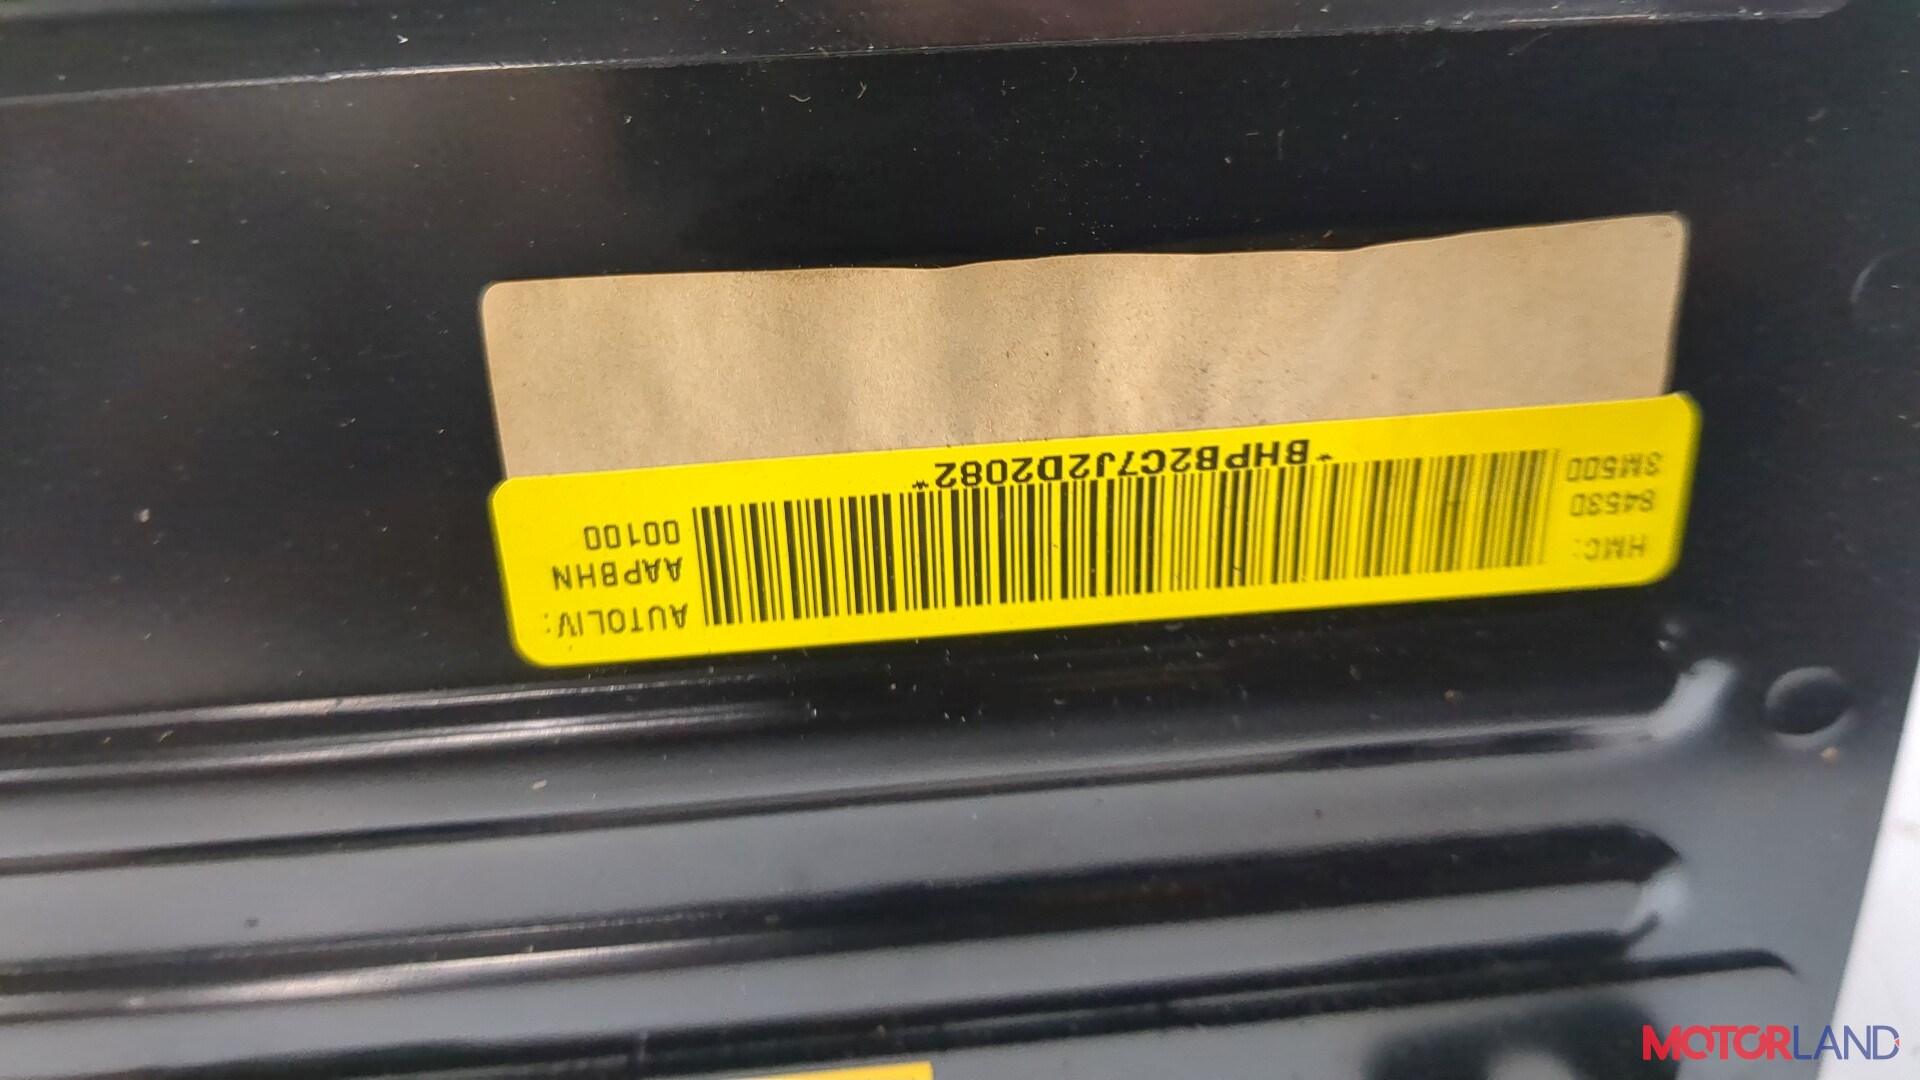 HMC:
84530
3M500
*BHPB2C7J2D2082*
AUTOLIV:
AAPBHN
00100
MOTORLAND